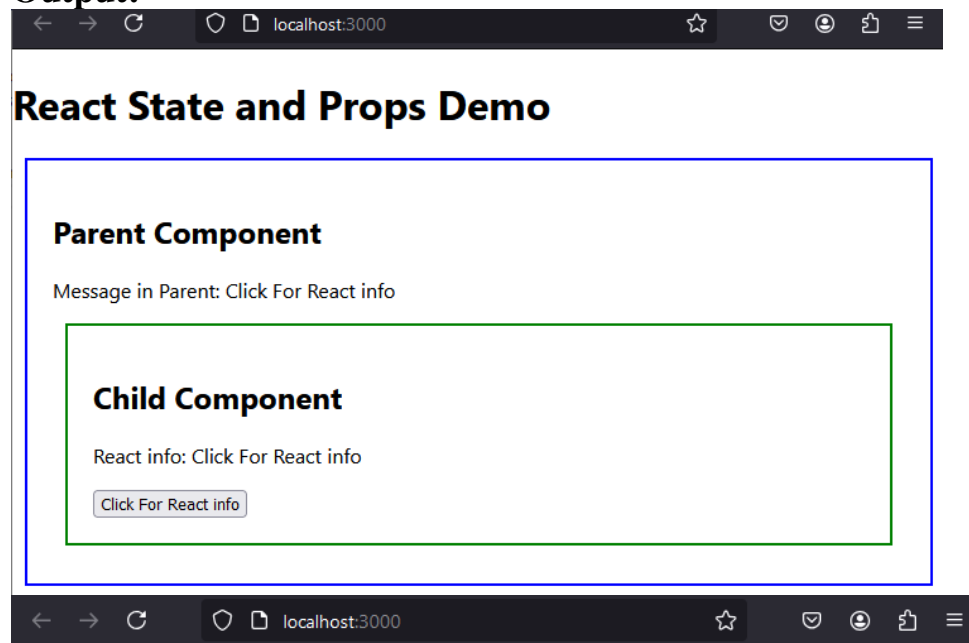 Output:
localhost:3000
React State and Props Demo
Parent Component
Message in Parent: Click For React info
Child Component
React info: Click For React info
Click For React info
localhost:3000